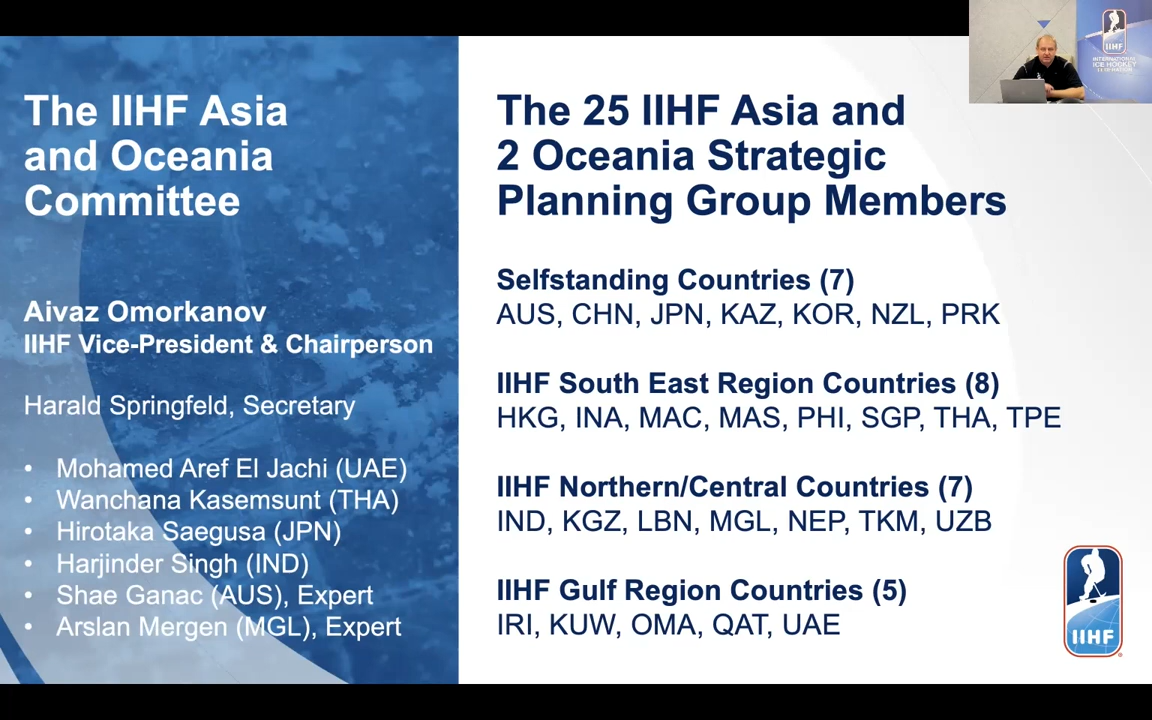 The IIHF Asia
and Oceania
Committee
Aivaz Omorkanov
IIHF Vice-President & Chairperson
Harald Springfeld, Secretary
• Mohamed Aref El Jachi (UAE)
• Wanchana Kasemsunt (THA)
• Hirotaka Saegusa (JPN)
• Harjinder Singh (IND)
• Shae Ganac (AUS), Expert
• Arslan Mergen (MGL), Expert
The 25 IIHF Asia and
2 Oceania Strategic
Planning Group Members
Selfstanding Countries (7)
AUS, CHN, JPN, KAZ, KOR, NZL, PRK
IIHF South East Region Countries (8)
HKG, INA, MAC, MAS, PHI, SGP, THA, TPE
IIHF Northern/Central Countries (7)
IND, KGZ, LBN, MGL, NEP, TKM, UZB
IIHF Gulf Region Countries (5)
IRI, KUW, OMA, QAT, UAE
IIHF
IIHF
INTERNATIONAL
ICE HOCKEY